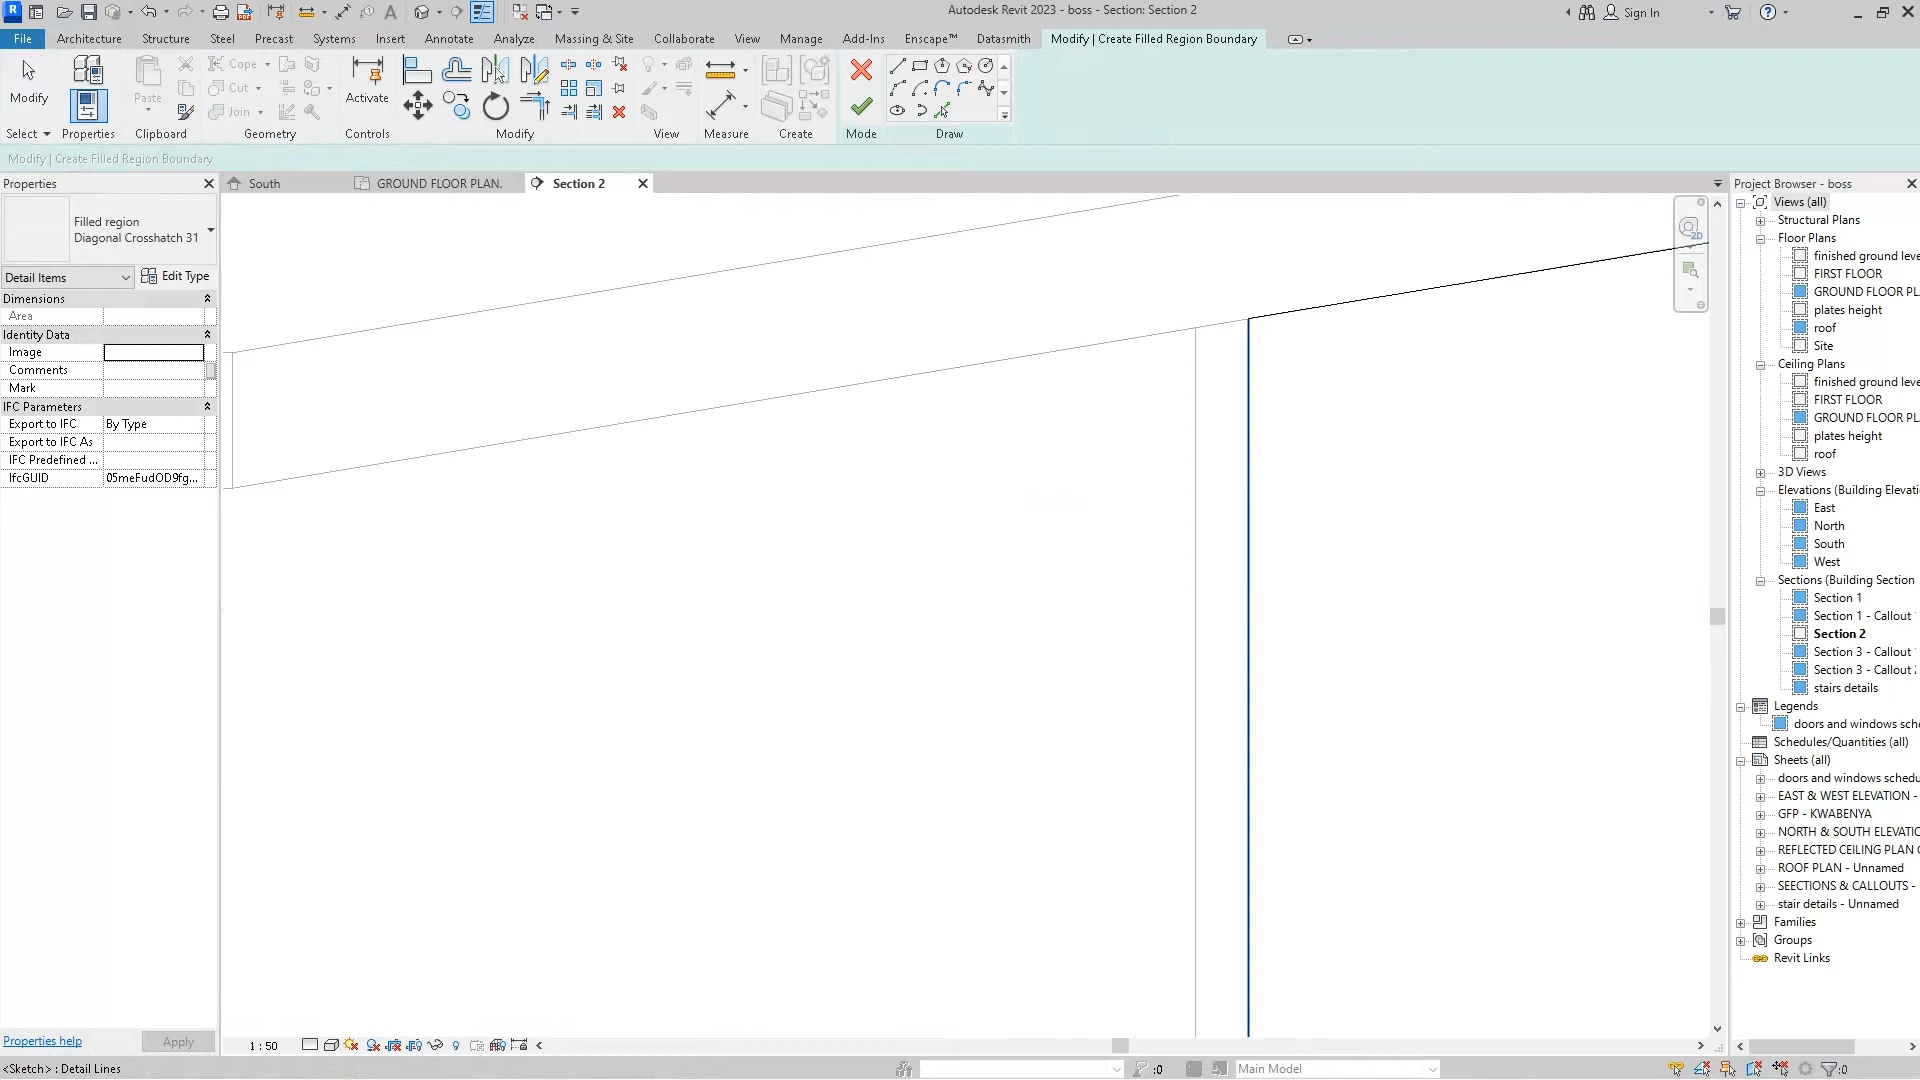 Autodesk Revit 2023 - boss - Section: Section 2
Sign In
File Architecture Structure Steel Precast Systems Insert Annotate Analyze Massing & Site Collaborate View Manage Add-Ins Enscape™ Datasmith Modify | Create Filled Region Boundary
Modify
Paste
Cope
Cut
Join
Activate
Select Properties Clipboard Geometry Controls Modify View Measure Create Mode Draw
Modify | Create Filled Region Boundary
Properties
South
GROUND FLOOR PLAN.
Section 2
Project Browser - boss
Filled region
Diagonal Crosshatch 31
Detail Items
Edit Type
Dimensions
Area
Identity Data
Image
Comments
Mark
IFC Parameters
Export to IFC By Type
Export to IFC As
IFC Predefined ...
IfcGUID 05meFudOD9fg...
Properties help
Apply
2D
Views (all)
Structural Plans
Floor Plans
finished ground leve
FIRST FLOOR
GROUND FLOOR PL
plates height
roof
Site
Ceiling Plans
finished ground leve
FIRST FLOOR
GROUND FLOOR PL
plates height
roof
3D Views
Elevations (Building Elevati
East
North
South
West
Sections (Building Section
Section 1
Section 1 - Callout
Section 2
Section 3 - Callout
Section 3 - Callout
stairs details
Legends
doors and windows sche
Schedules/Quantities (all)
Sheets (all)
doors and windows schedu
EAST & WEST ELEVATION -
GFP - KWABENYA
NORTH & SOUTH ELEVATIO
REFLECTED CEILING PLAN
ROOF PLAN - Unnamed
SEECTIONS & CALLOUTS -
stair details - Unnamed
Families
Groups
Revit Links
1 : 50
<Sketch> : Detail Lines
:0
Main Model
:0